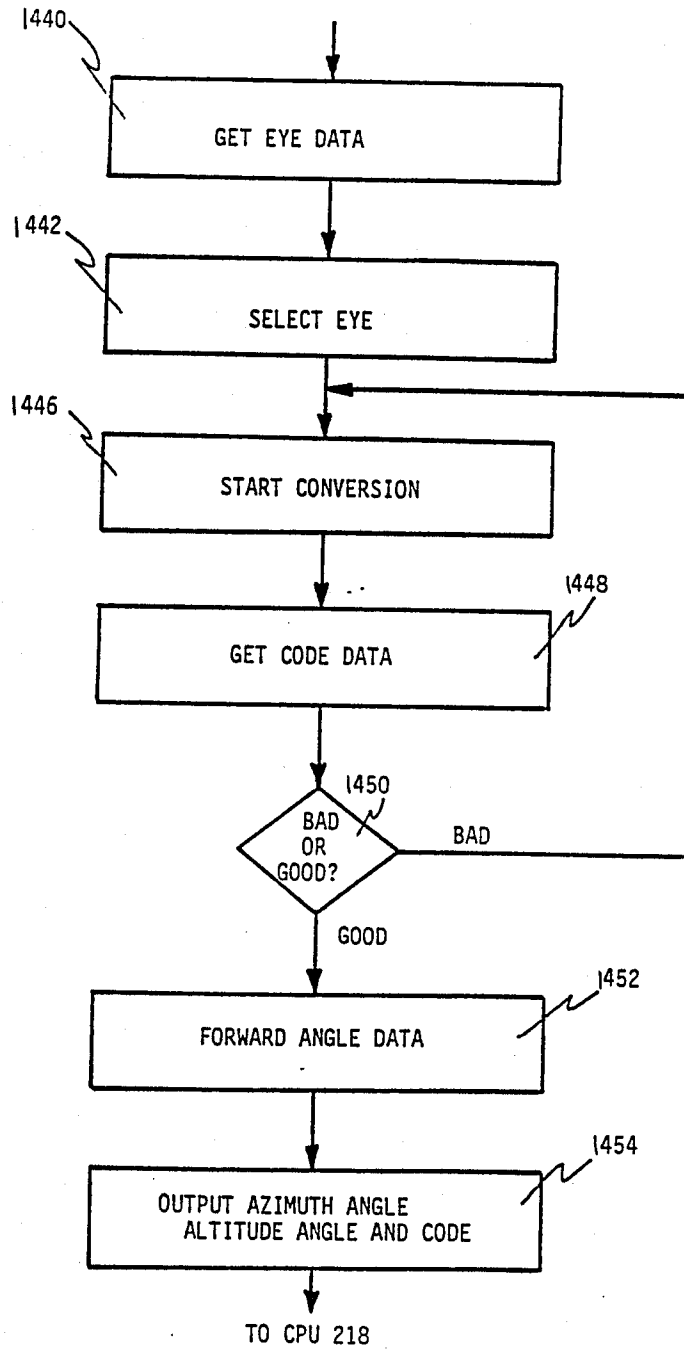 1440
GET EYE DATA
1442
SELECT EYE
1446
START CONVERSION
1448
GET CODE DATA
1450
BAD
OR
GOOD?
BAD
GOOD
1452
FORWARD ANGLE DATA
1454
OUTPUT AZIMUTH ANGLE
ALTITUDE ANGLE AND CODE
TO CPU 218